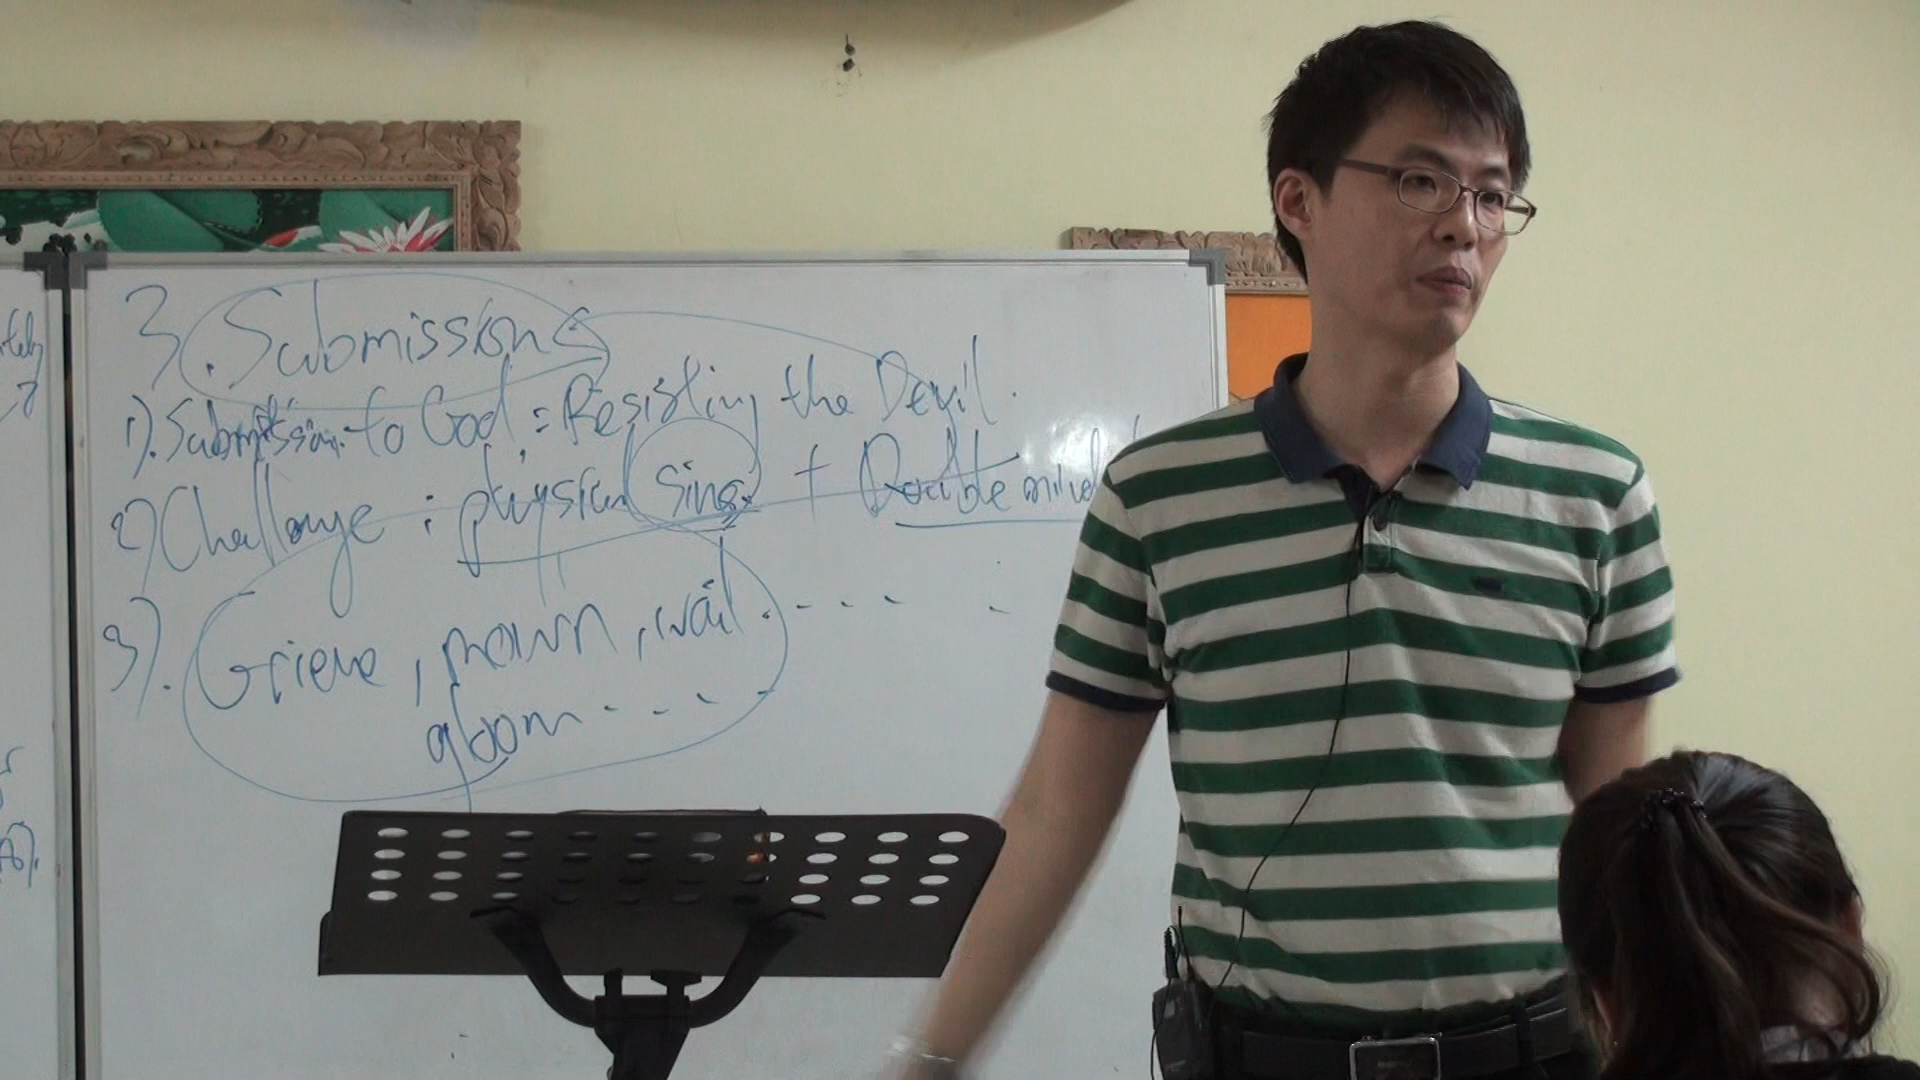 3. Submission
1). Submission to God = Resisting the Devil.
2) Challenge : physical sins + Double mind
3). Grieve, mourn, wail. - - - -
gloom - - - -